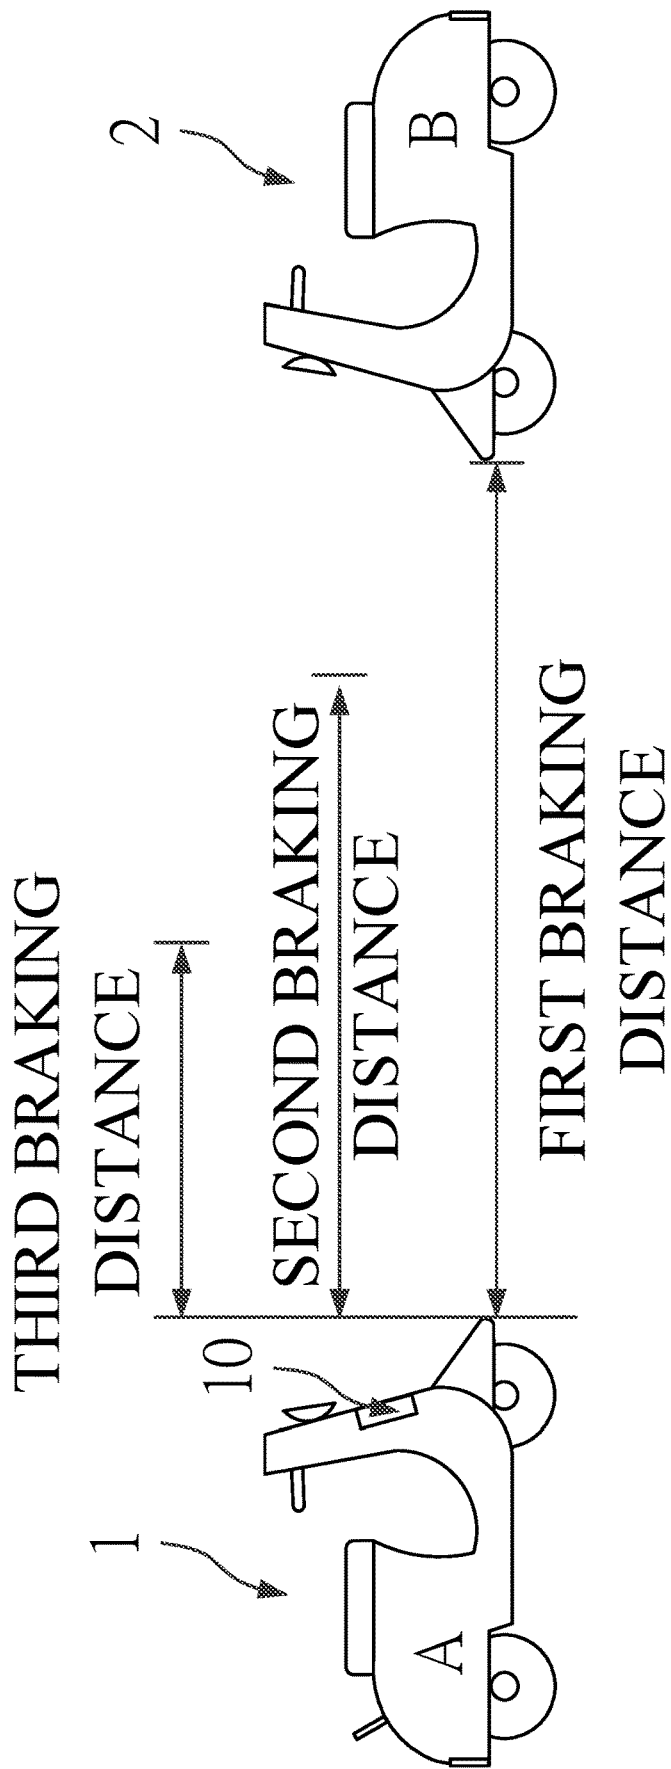 THIRD BRAKING
DISTANCE
1
10
2
SECOND BRAKING
DISTANCE
A
B
FIRST BRAKING
DISTANCE